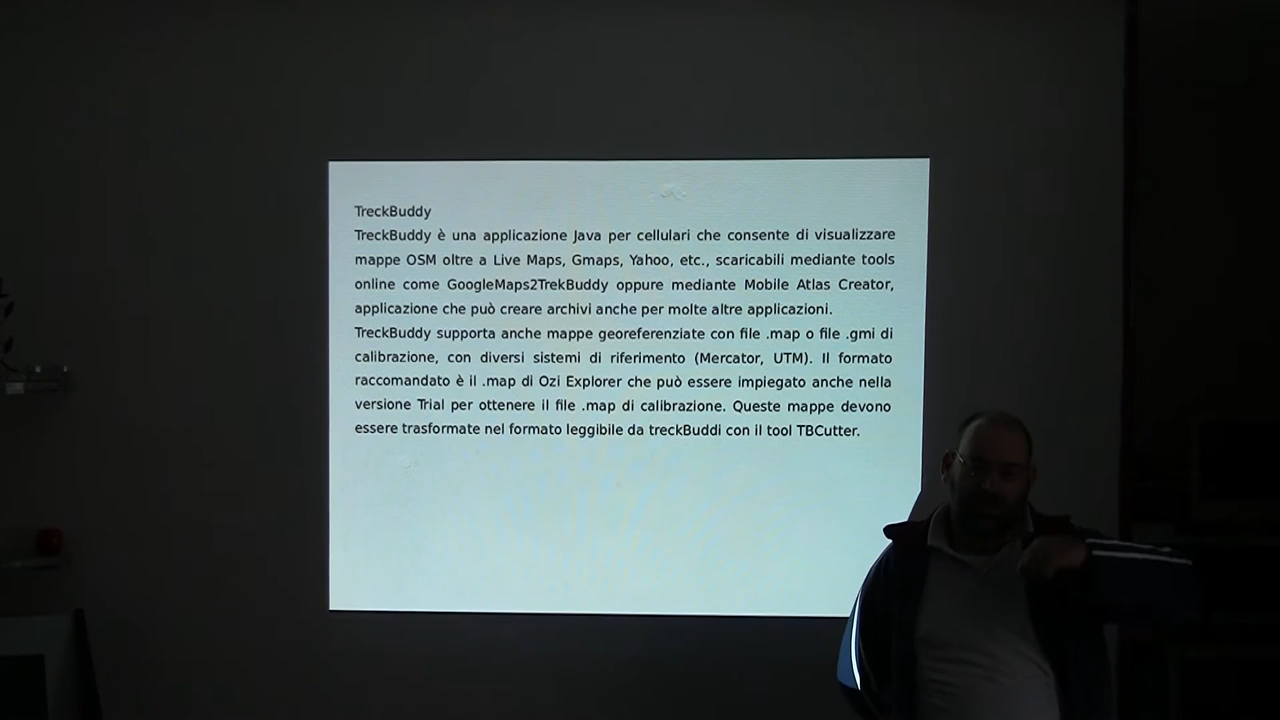 TreckBuddy
TreckBuddy è una applicazione Java per cellulari che consente di visualizzare
mappe OSM oltre a Live Maps, Gmaps, Yahoo, etc., scaricabili mediante tools
online come GoogleMaps2TrekBuddy oppure mediante Mobile Atlas Creator,
applicazione che può creare archivi anche per molte altre applicazioni.
TreckBuddy supporta anche mappe georeferenziate con file .map o file .gmi di
calibrazione, con diversi sistemi di riferimento (Mercator, UTM). Il formato
raccomandato è il .map di Ozi Explorer che può essere impiegato anche nella
versione Trial per ottenere il file .map di calibrazione. Queste mappe devono
essere trasformate nel formato leggibile da treckBuddi con il tool TBCutter.